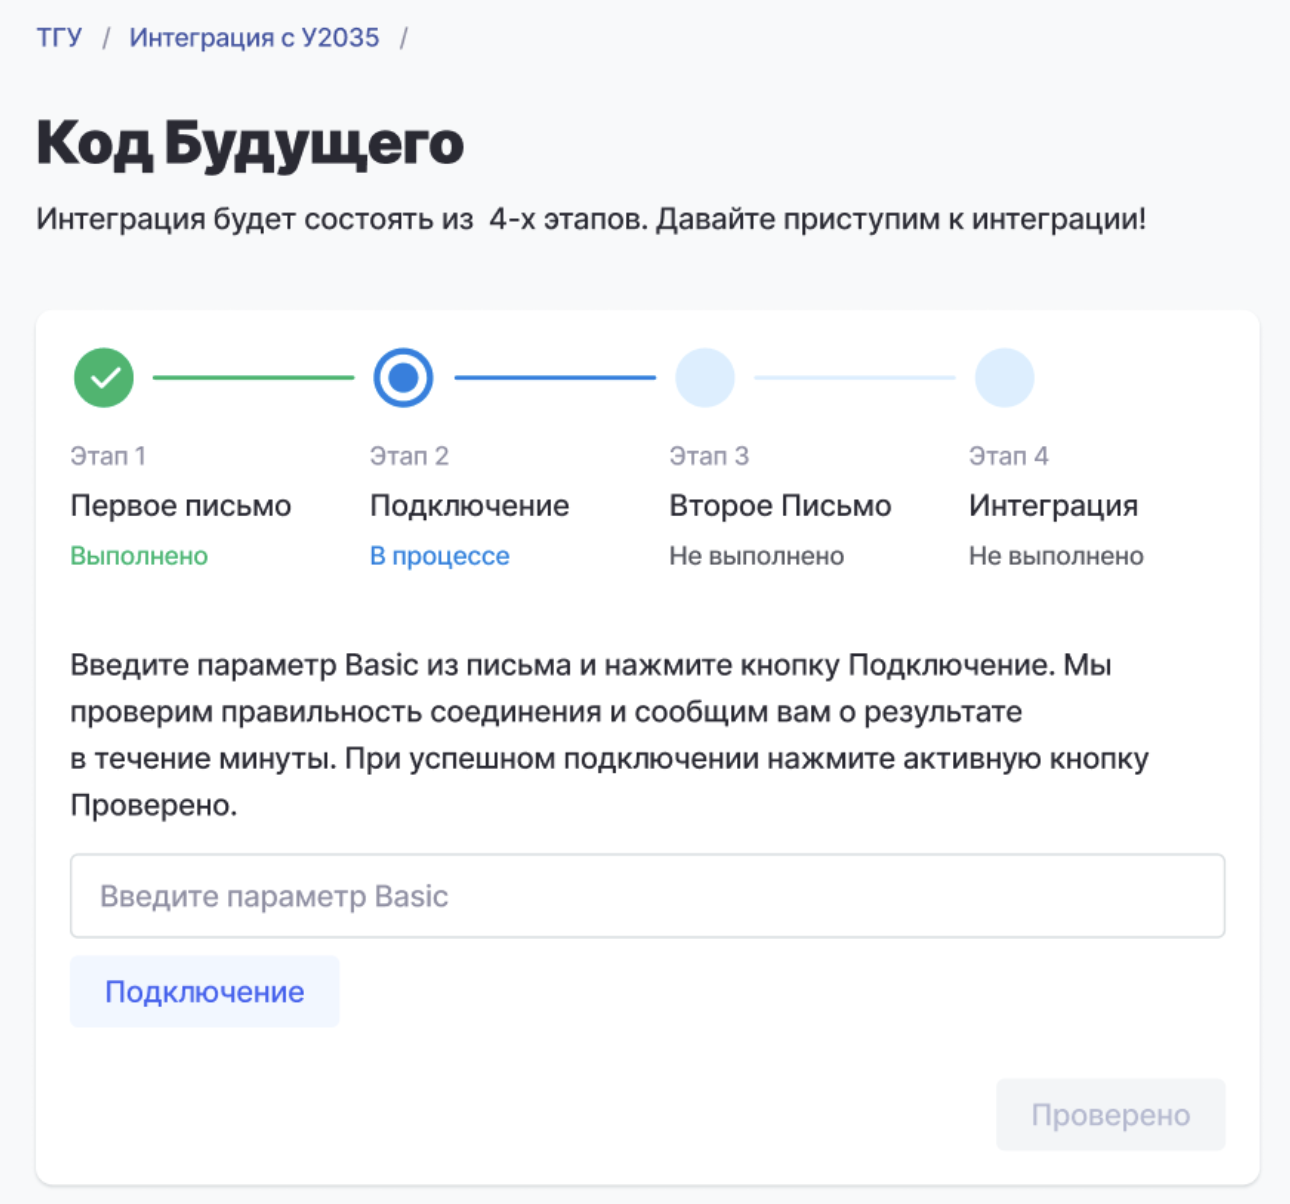 ТГУ / Интеграция с У2035 /
Код Будущего
Интеграция будет состоять из 4-х этапов. Давайте приступим к интеграции!
Этап 1 Этап 2 Этап 3 Этап 4
Первое письмо Подключение Второе Письмо Интеграция
Выполнено В процессе Не выполнено Не выполнено
Введите параметр Basic из письма и нажмите кнопку Подключение. Мы
проверим правильность соединения и сообщим вам о результате
в течение минуты. При успешном подключении нажмите активную кнопку
Проверено.
Введите параметр Basic
Подключение
Проверено